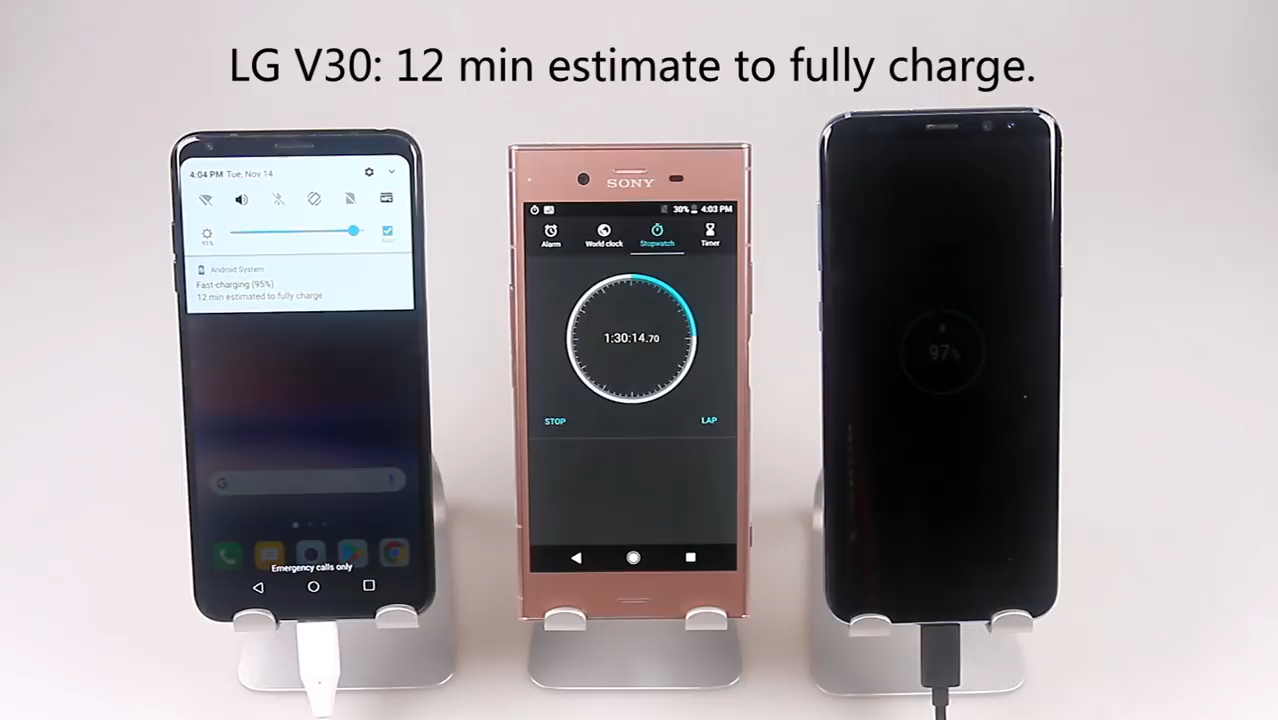 LG V30: 12 min estimate to fully charge.
4:04 PM Tue, Nov 14
91%
Auto
Android System
Fast-charging (95%)
12 min estimated to fully charge
G
Emergency calls only
SONY
30% 4:03 PM
Alarm World clock Stopwatch Timer
1:30:14.70
STOP LAP
97%